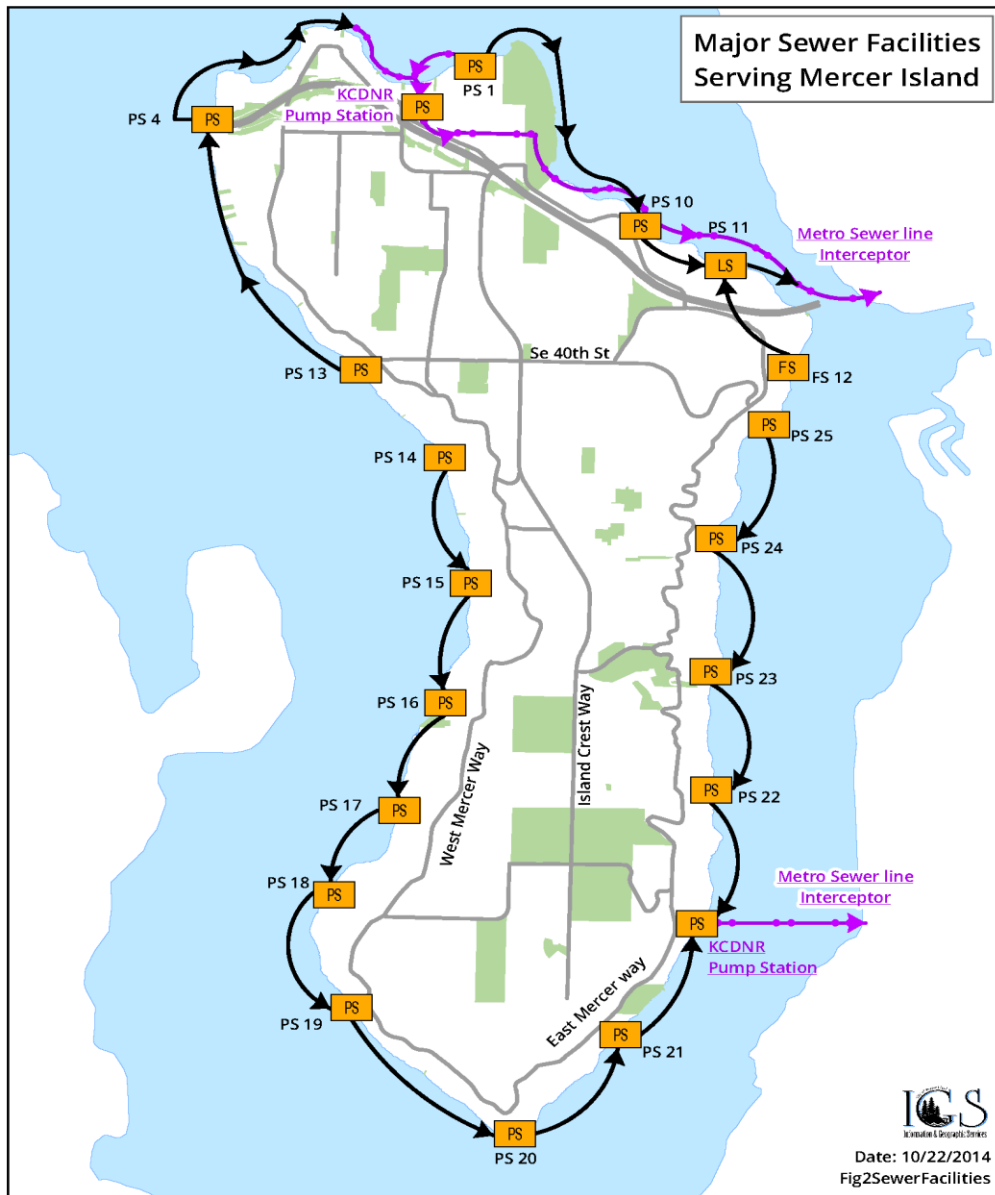 Major Sewer Facilities
Serving Mercer Island
PS
PS 1
KCDNR
Pump Station
PS
PS 4
PS
PS 10
PS
PS 11
LS
Metro Sewer line
Interceptor
Se 40th St
PS 13
PS
FS
FS 12
PS
PS 25
PS 14
PS
PS
PS 24
PS 15
PS
PS
PS 23
PS 16
PS
Island Crest Way
West Mercer Way
PS
PS 22
PS 17
PS
PS 18
PS
Metro Sewer line
Interceptor
PS
KCDNR
Pump Station
East Mercer way
PS 19
PS
PS
PS 21
PS
PS 20
IGS
Information & Geographic Services
Date: 10/22/2014
Fig2SewerFacilities